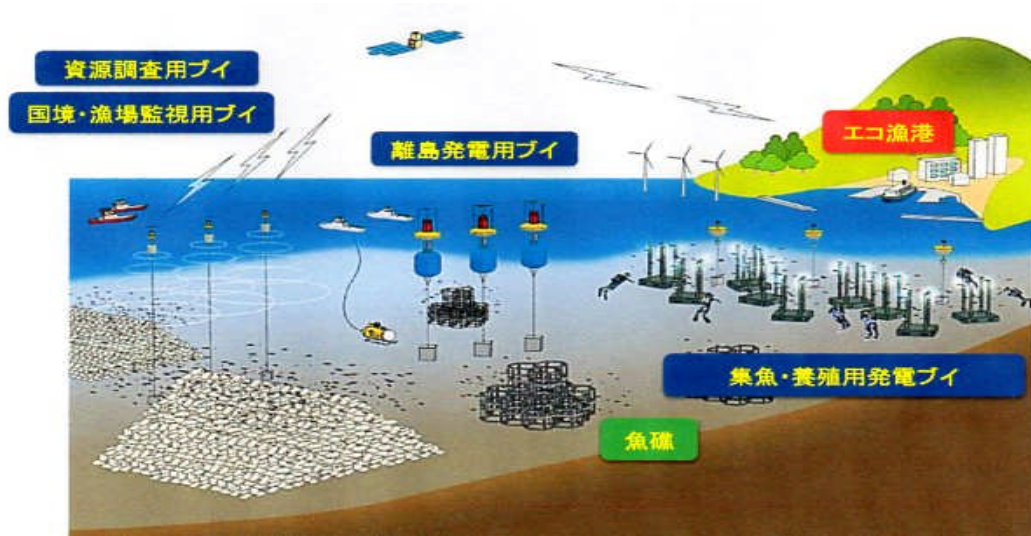 資源調査用ブイ
国境・漁場監視用ブイ
離島発電用ブイ
エコ漁港
集魚・養殖用発電ブイ
魚礁